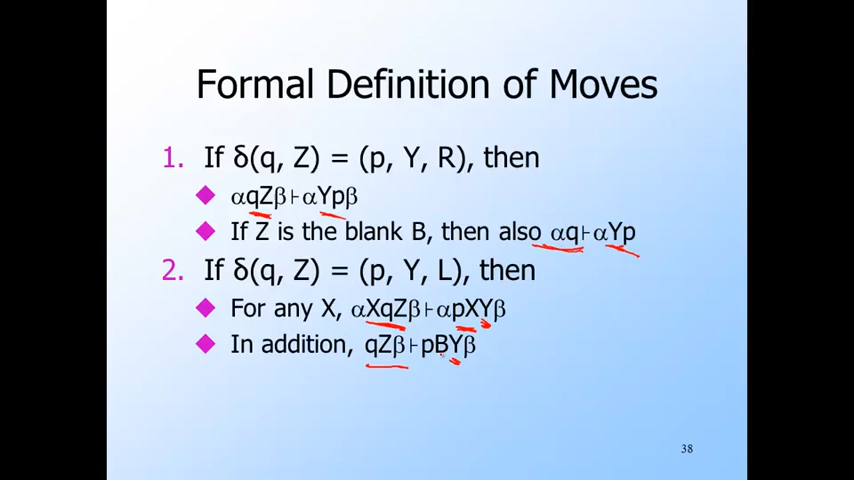 Formal Definition of Moves
1. If δ(q, Z) = (p, Y, R), then
◆ αqZβ⊦αYpβ
◆ If Z is the blank B, then also αq⊦αYp
2. If δ(q, Z) = (p, Y, L), then
◆ For any X, αXqZβ⊦αpXYβ
◆ In addition, qZβ⊦pBYβ
38